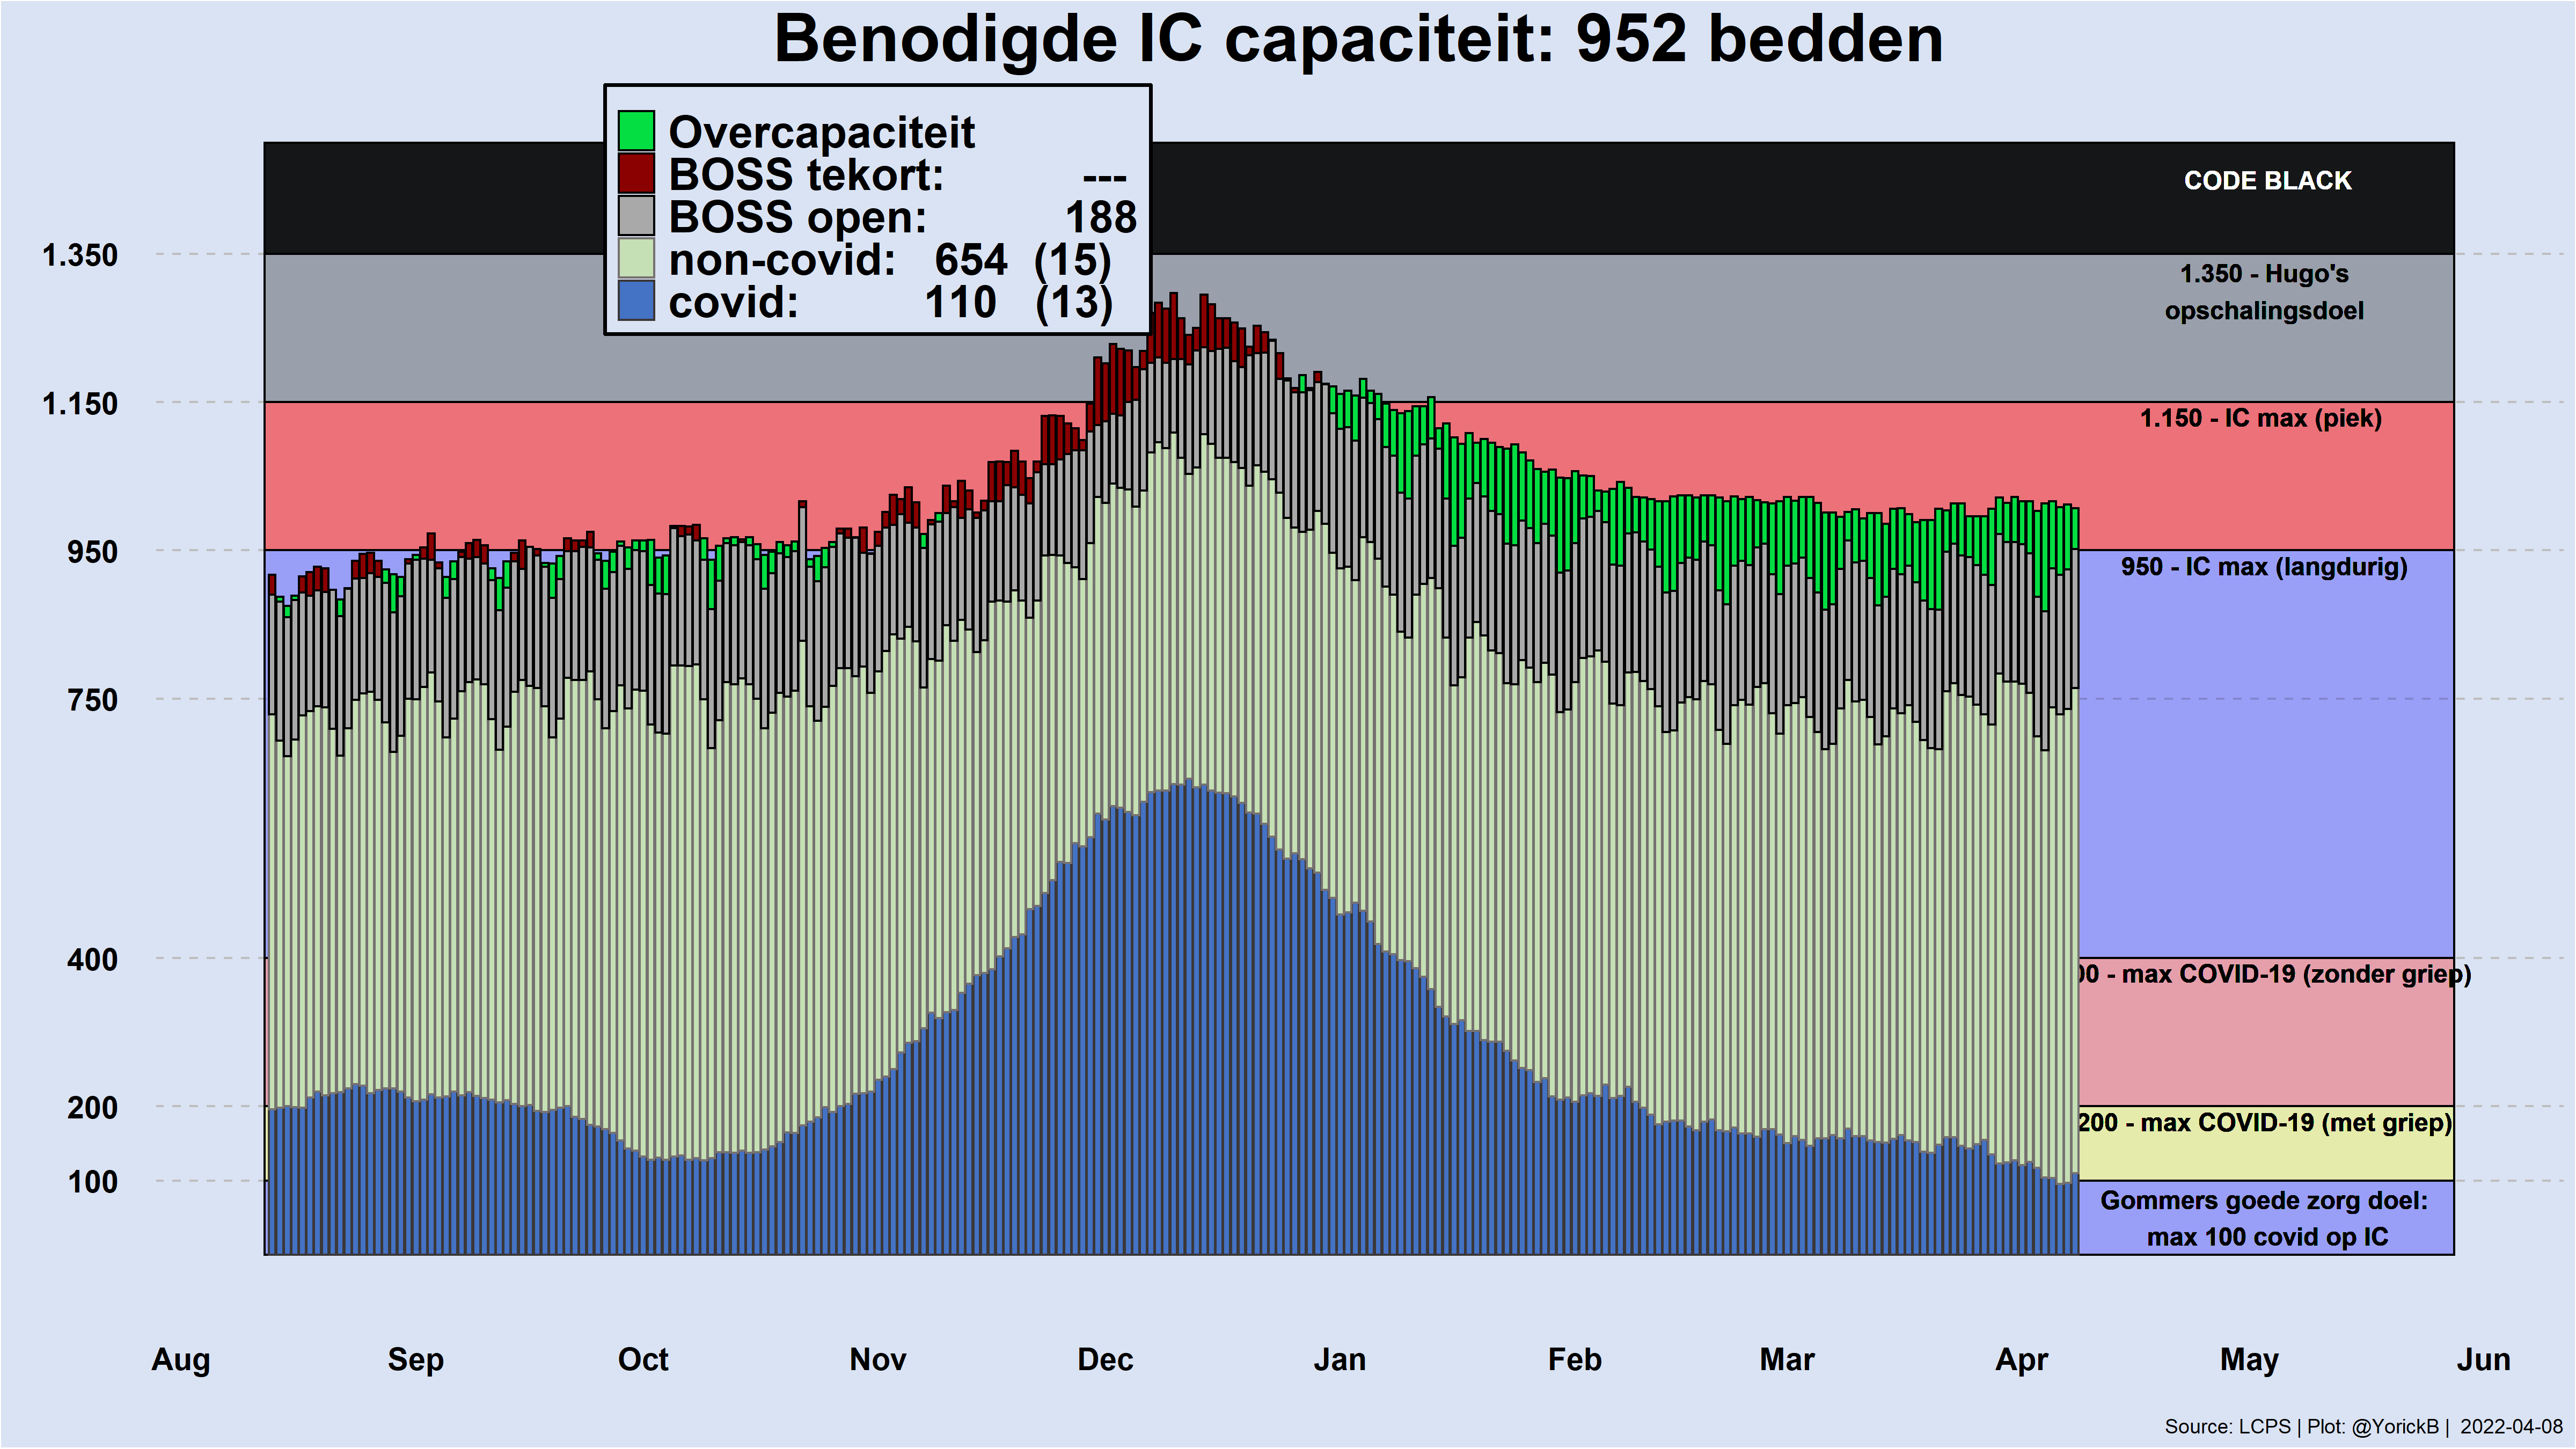 Benodigde IC capaciteit: 952 bedden
Overcapaciteit
BOSS tekort: ---
BOSS open: 188
non-covid: 654 (15)
covid: 110 (13)
CODE BLACK
1.350
1.350 - Hugo's
opschalingsdoel
1.150
1.150 - IC max (piek)
950
950 - IC max (langdurig)
750
400
00 - max COVID-19 (zonder griep)
200
200 - max COVID-19 (met griep)
100
Gommers goede zorg doel:
max 100 covid op IC
Aug Sep Oct Nov Dec Jan Feb Mar Apr May Jun
Source: LCPS | Plot: @YorickB | 2022-04-08